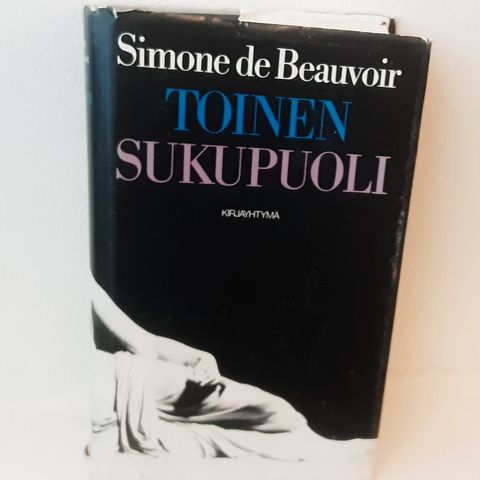 Simone de Beauvoir
TOINEN
SUKUPUOLI
KIRJAYHTYMÄ